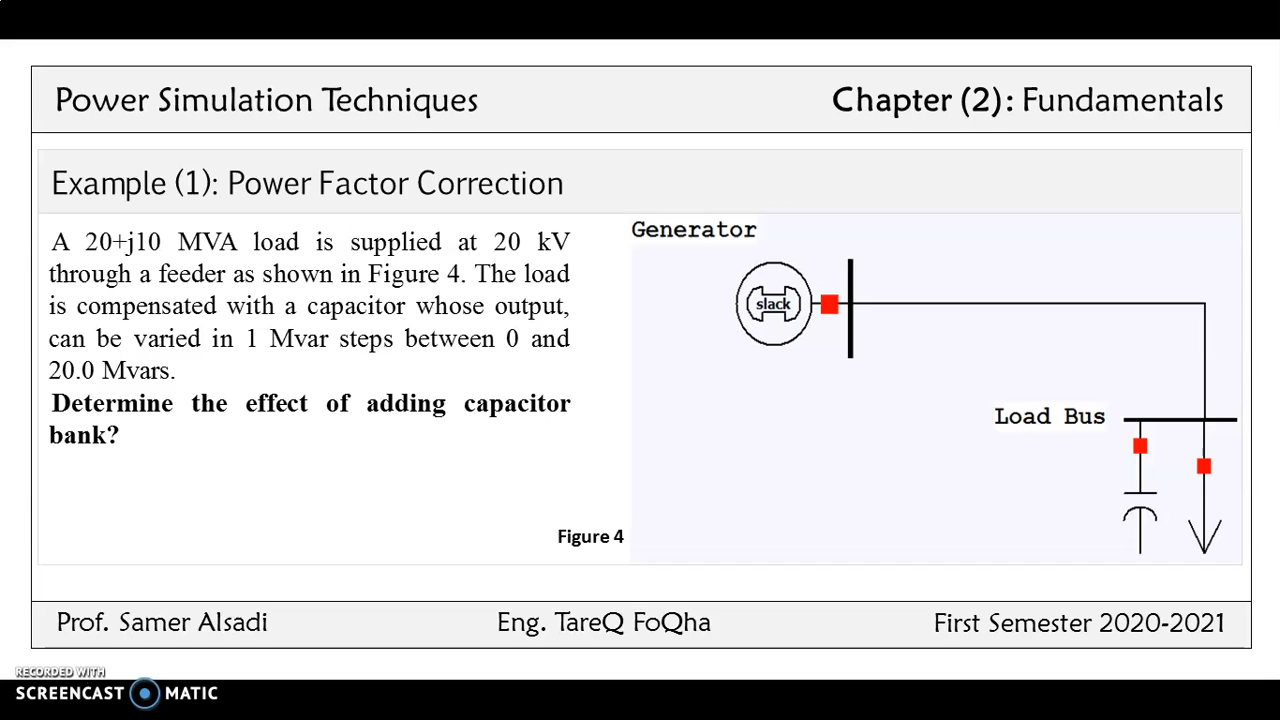 Power Simulation Techniques
Chapter (2): Fundamentals
Example (1): Power Factor Correction
A 20+j10 MVA load is supplied at 20 kV
through a feeder as shown in Figure 4. The load
is compensated with a capacitor whose output,
can be varied in 1 Mvar steps between 0 and
20.0 Mvars.
Determine the effect of adding capacitor
bank?
Generator
slack
Load Bus
Figure 4
Prof. Samer Alsadi
Eng. TareQ FoQha
First Semester 2020-2021
RECORDED WITH
SCREENCAST MATIC